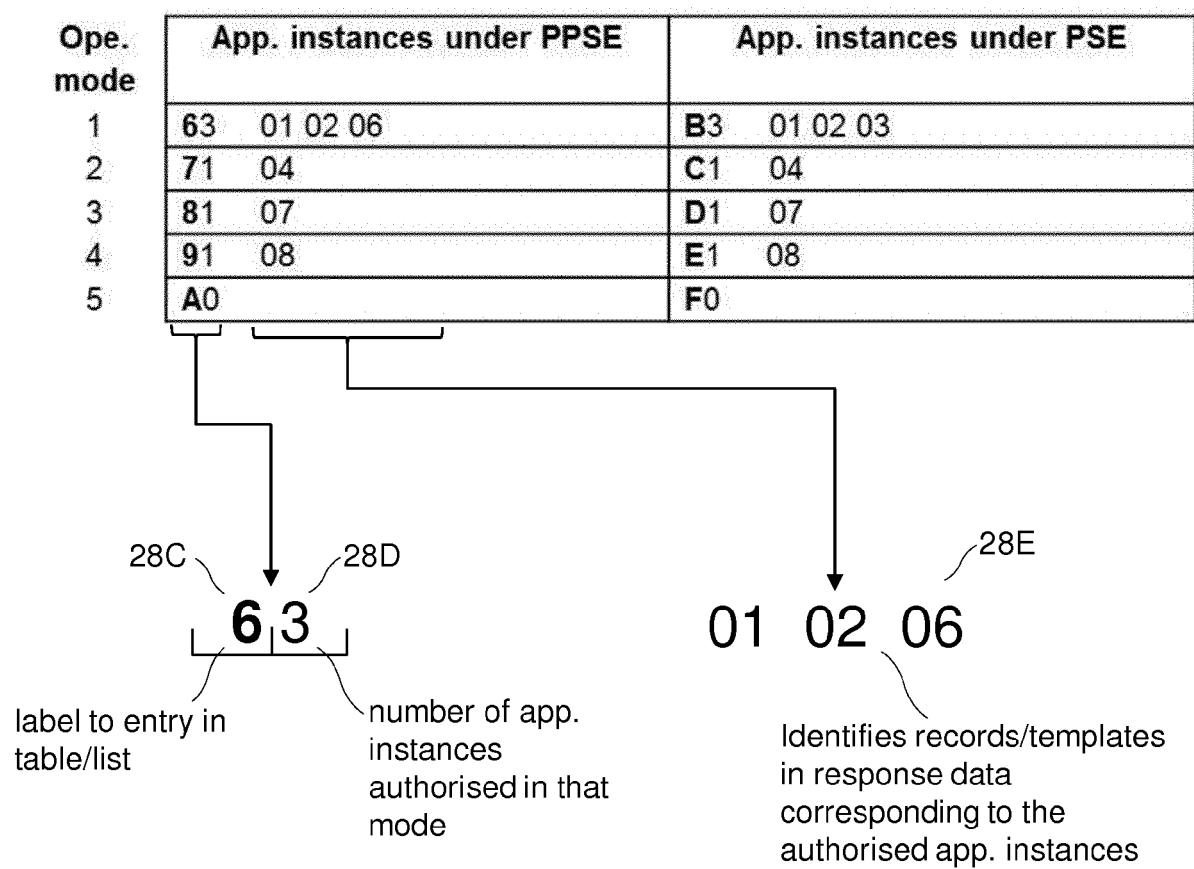 Ope. mode App. instances under PPSE App. instances under PSE
1 63 01 02 06 B3 01 02 03
2 71 04 C1 04
3 81 07 D1 07
4 91 08 E1 08
5 A0 F0
28C 28D 28E
6 3 01 02 06
label to entry in
table/list
number of app.
instances
authorised in that
mode
Identifies records/templates
in response data
corresponding to the
authorised app. instances